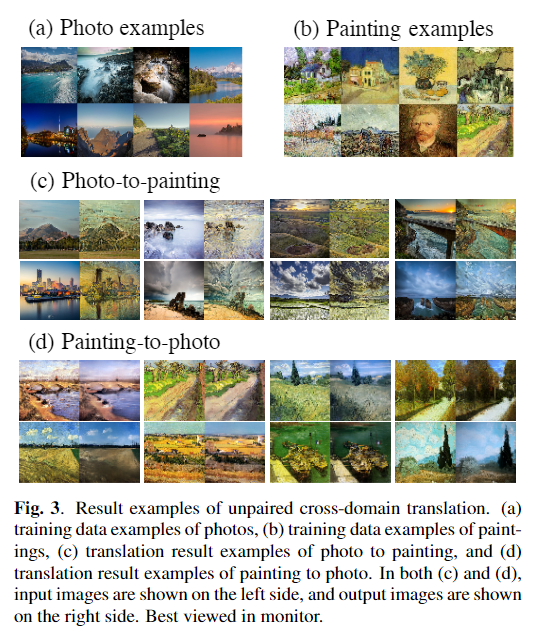 (a) Photo examples
(b) Painting examples
(c) Photo-to-painting
(d) Painting-to-photo
Fig. 3. Result examples of unpaired cross-domain translation. (a)
training data examples of photos, (b) training data examples of paint-
ings, (c) translation result examples of photo to painting, and (d)
translation result examples of painting to photo. In both (c) and (d),
input images are shown on the left side, and output images are shown
on the right side. Best viewed in monitor.